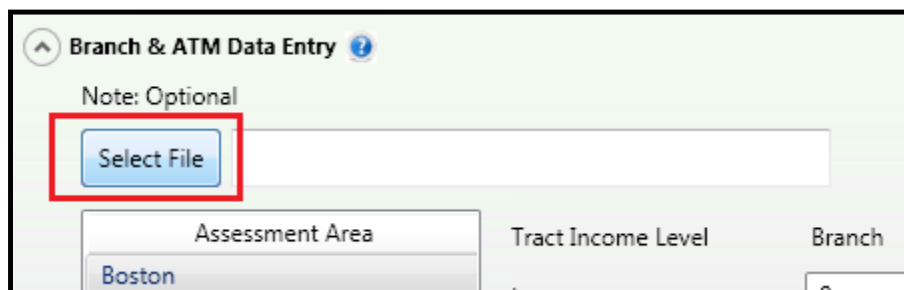 Branch & ATM Data Entry
Note: Optional
Select File
Assessment Area
Tract Income Level
Branch
Boston